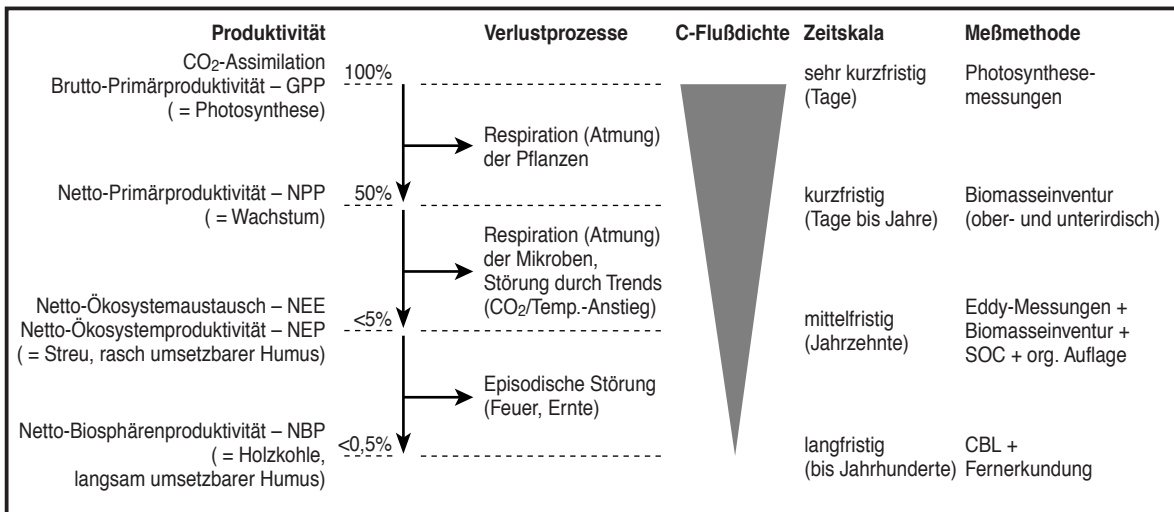 Produktivität Verlustprozesse C-Flußdichte Zeitskala Meßmethode
CO2-Assimilation
Brutto-Primärproduktivität – GPP
( = Photosynthese)
100%
sehr kurzfristig
(Tage)
Photosynthese-
messungen
Respiration (Atmung)
der Pflanzen
Netto-Primärproduktivität – NPP
( = Wachstum)
50%
kurzfristig
(Tage bis Jahre)
Biomasseinventur
(ober- und unterirdisch)
Respiration (Atmung)
der Mikroben,
Störung durch Trends
(CO2/Temp.-Anstieg)
Netto-Ökosystemaustausch – NEE
Netto-Ökosystemproduktivität – NEP
( = Streu, rasch umsetzbarer Humus)
<5%
mittelfristig
(Jahrzehnte)
Eddy-Messungen +
Biomasseinventur +
SOC + org. Auflage
Episodische Störung
(Feuer, Ernte)
Netto-Biosphärenproduktivität – NBP
( = Holzkohle,
langsam umsetzbarer Humus)
<0,5%
langfristig
(bis Jahrhunderte)
CBL +
Fernerkundung